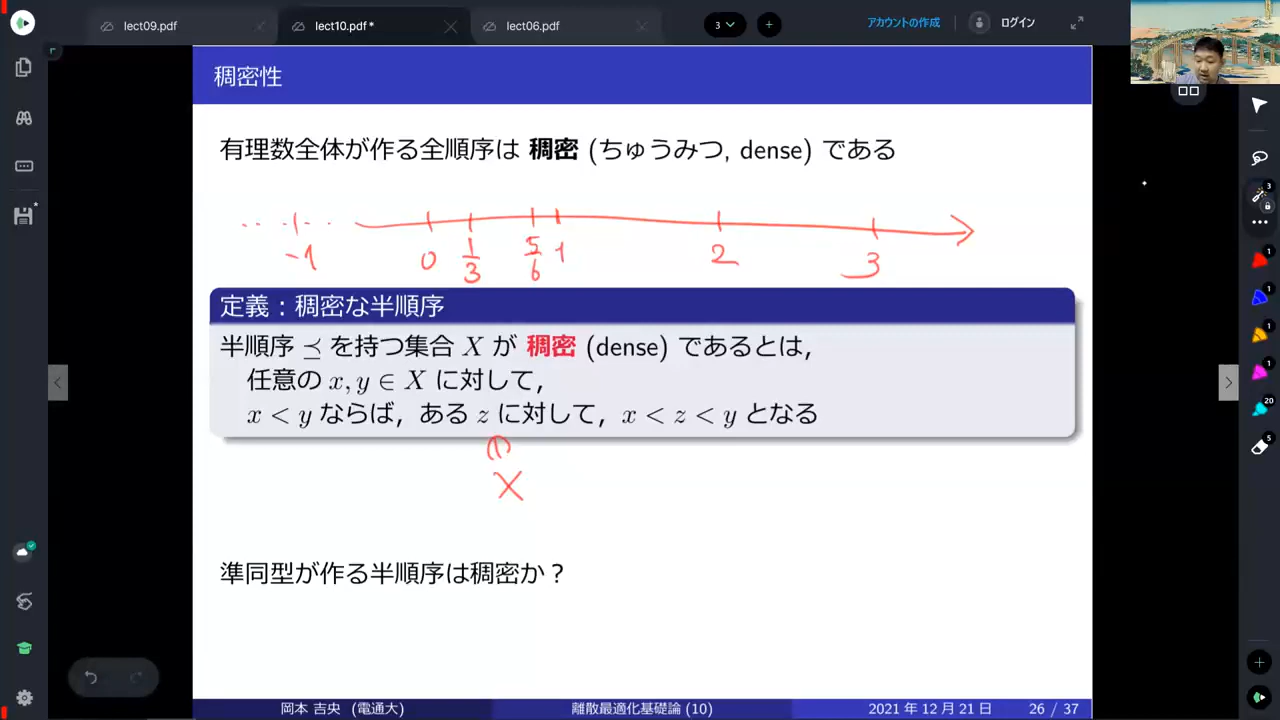 lect09.pdf
lect10.pdf *
lect06.pdf
3
アカウントの作成
ログイン
稠密性
有理数全体が作る全順序は 稠密 (ちゅうみつ, dense) である
-1 0 1/3 5/6 1 2 3
定義：稠密な半順序
半順序 ⪯ を持つ集合 X が 稠密 (dense) であるとは，
任意の x, y ∈ X に対して，
x < y ならば，ある z に対して，x < z < y となる
X
準同型が作る半順序は稠密か？
岡本 吉央 (電通大)
離散最適化基礎論 (10)
2021 年 12 月 21 日
26 / 37
3
1
1
1
1
20
5